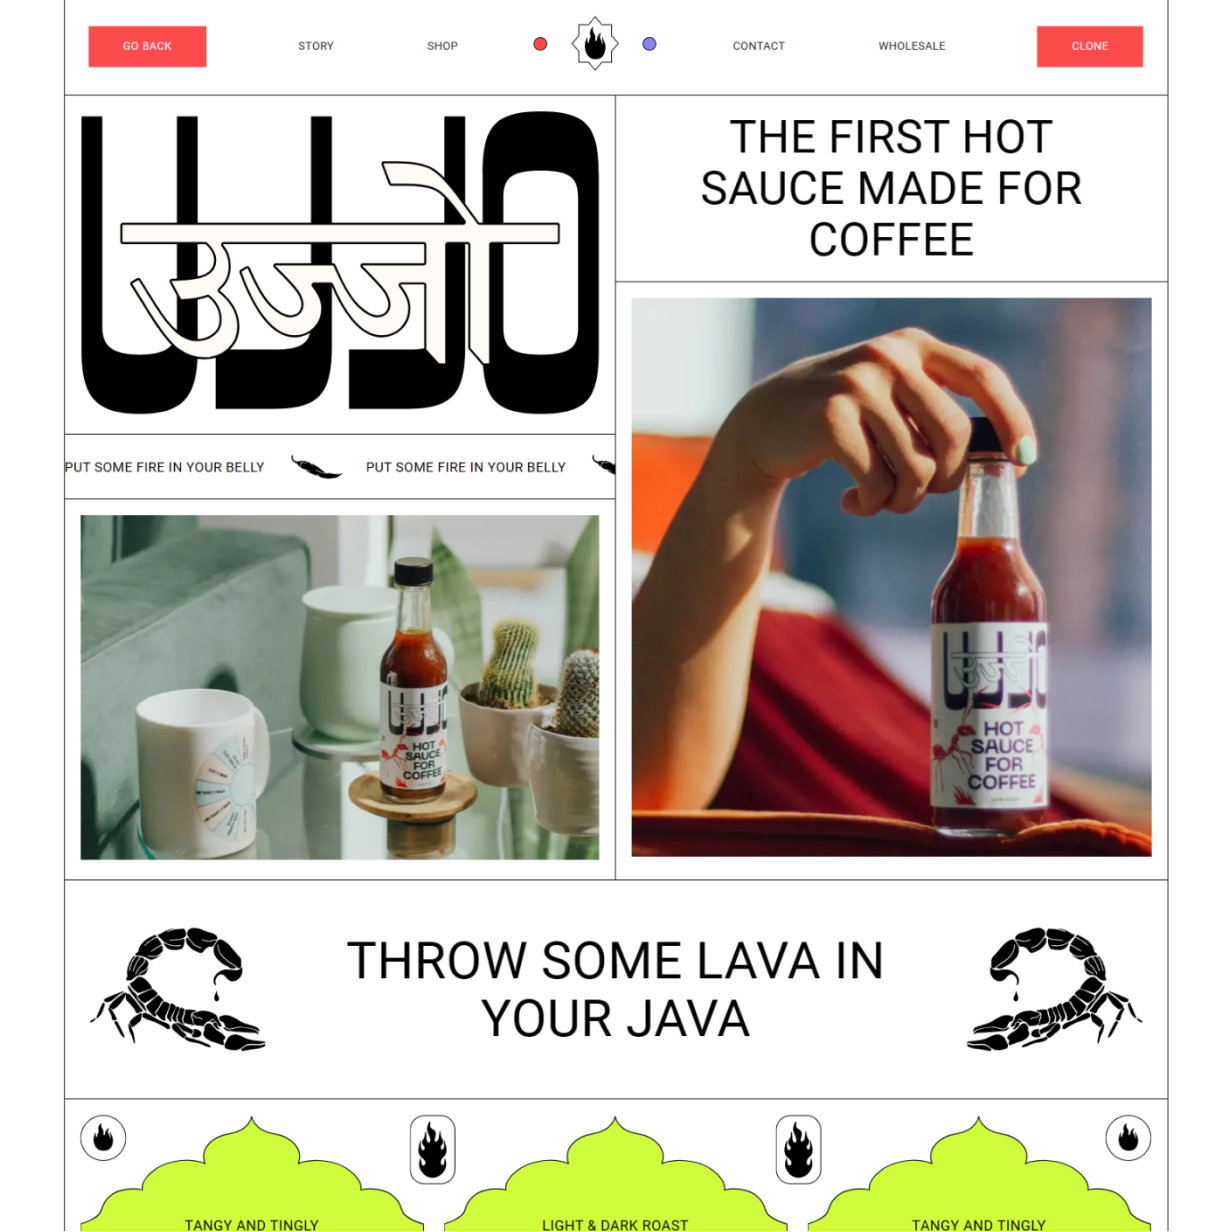 GO BACK
STORY
SHOP
CONTACT
WHOLESALE
CLONE
UJJO
उज्जो
THE FIRST HOT
SAUCE MADE FOR
COFFEE
PUT SOME FIRE IN YOUR BELLY
PUT SOME FIRE IN YOUR BELLY
UJJO
उज्जो
HOT
SAUCE
FOR
COFFEE
UJJO
उज्जो
HOT
SAUCE
FOR
COFFEE
THROW SOME LAVA IN
YOUR JAVA
TANGY AND TINGLY
LIGHT & DARK ROAST
TANGY AND TINGLY